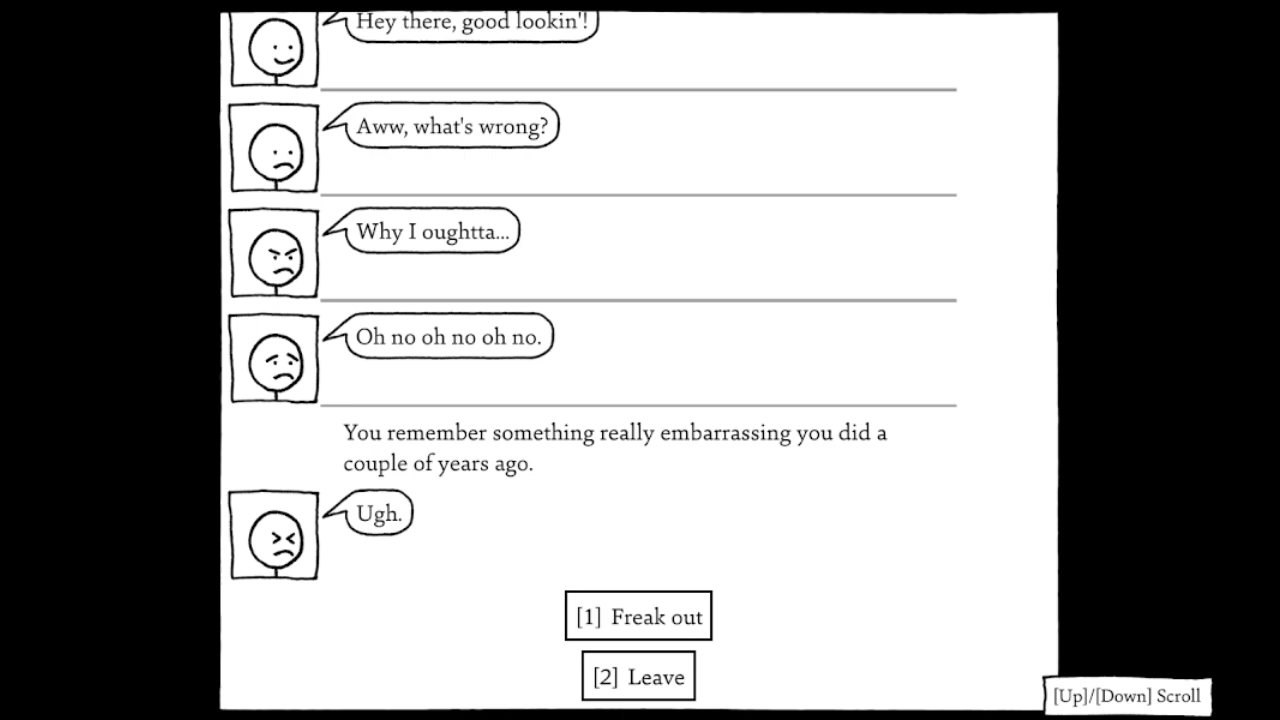 Hey there, good lookin'!
Aww, what's wrong?
Why I oughtta...
Oh no oh no oh no.
You remember something really embarrassing you did a
couple of years ago.
Ugh.
[1] Freak out
[2] Leave
[Up]/[Down] Scroll